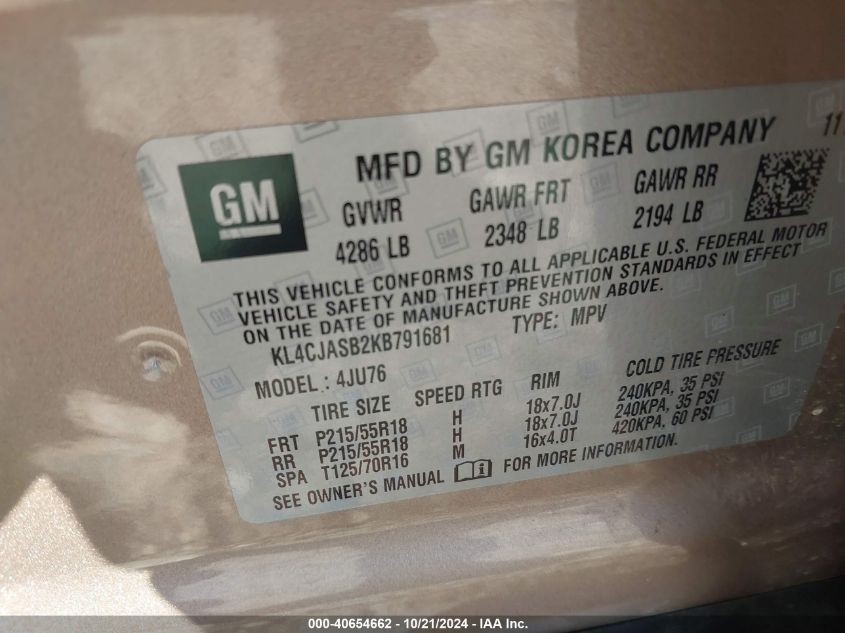 MFD BY GM KOREA COMPANY
GM
GVWR GAWR FRT GAWR RR
4286 LB 2348 LB 2194 LB
THIS VEHICLE CONFORMS TO ALL APPLICABLE U.S. FEDERAL MOTOR
VEHICLE SAFETY AND THEFT PREVENTION STANDARDS IN EFFECT
ON THE DATE OF MANUFACTURE SHOWN ABOVE.
KL4CJASB2KB791681 TYPE: MPV
MODEL : 4JU76
TIRE SIZE SPEED RTG RIM COLD TIRE PRESSURE
FRT P215/55R18 H 18x7.0J 240KPA, 35 PSI
RR P215/55R18 H 18x7.0J 240KPA, 35 PSI
SPA T125/70R16 M 16x4.0T 420KPA, 60 PSI
SEE OWNER'S MANUAL FOR MORE INFORMATION.
000-40654662 - 10/21/2024 - IAA Inc.